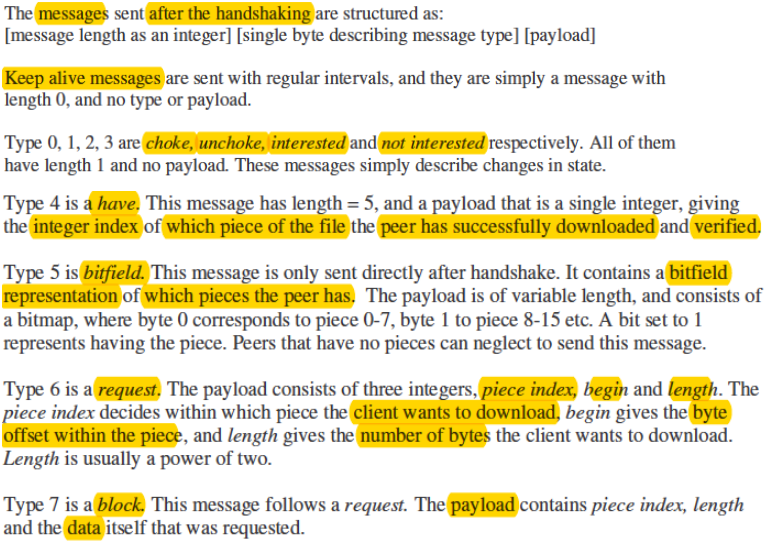 The messages sent after the handshaking are structured as:
[message length as an integer] [single byte describing message type] [payload]
Keep alive messages are sent with regular intervals, and they are simply a message with
length 0, and no type or payload.
Type 0, 1, 2, 3 are choke, unchoke, interested and not interested respectively. All of them
have length 1 and no payload. These messages simply describe changes in state.
Type 4 is a have. This message has length = 5, and a payload that is a single integer, giving
the integer index of which piece of the file the peer has successfully downloaded and verified.
Type 5 is bitfield. This message is only sent directly after handshake. It contains a bitfield
representation of which pieces the peer has. The payload is of variable length, and consists of
a bitmap, where byte 0 corresponds to piece 0-7, byte 1 to piece 8-15 etc. A bit set to 1
represents having the piece. Peers that have no pieces can neglect to send this message.
Type 6 is a request. The payload consists of three integers, piece index, begin and length. The
piece index decides within which piece the client wants to download, begin gives the byte
offset within the piece, and length gives the number of bytes the client wants to download.
Length is usually a power of two.
Type 7 is a block. This message follows a request. The payload contains piece index, length
and the data itself that was requested.